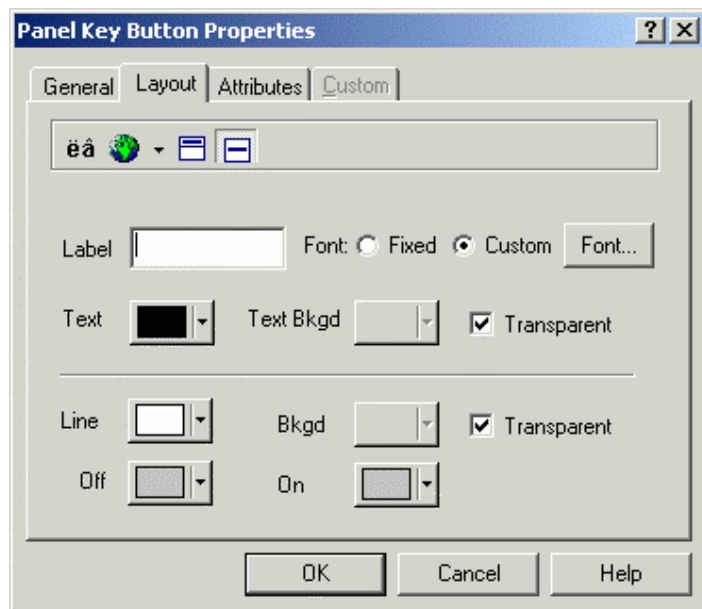 Panel Key Button Properties ?
General Layout Attributes Custom
ëâ
Label Font: Fixed Custom Font...
Text Text Bkgd Transparent
Line Bkgd Transparent
Off On
OK Cancel Help